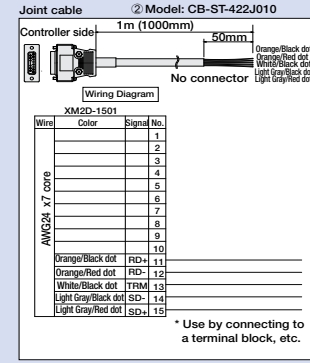 Joint cable ② Model: CB-ST-422J010
1m (1000mm)
Controller side
50mm
Orange/Black dot
Orange/Red dot
White/Black dot
Light Gray/Black dot
Light Gray/Red dot
No connector
Wiring Diagram
XM2D-1501
Wire Color Signal No.
1
2
3
4
5
6
7
8
9
10
AWG24 x7 core
Orange/Black dot RD+ 11
Orange/Red dot RD- 12
White/Black dot TRM 13
Light Gray/Black dot SD- 14
Light Gray/Red dot SD+ 15
* Use by connecting to
a terminal block, etc.